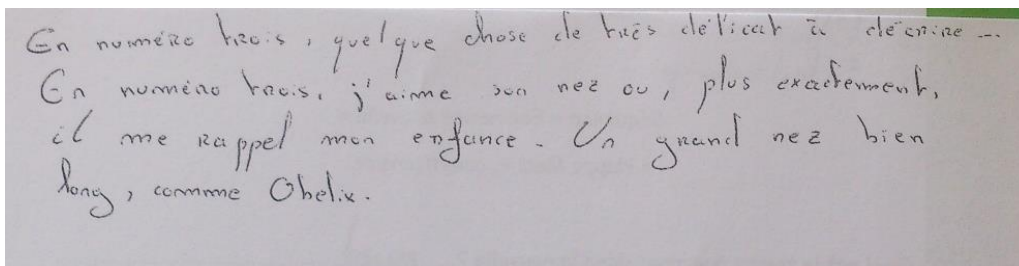 En numéro trois, quelque chose de très délicat à décrire...
En numéro trois, j'aime son nez ou, plus exactement,
il me rappel mon enfance. Un grand nez bien
long, comme Obelix.